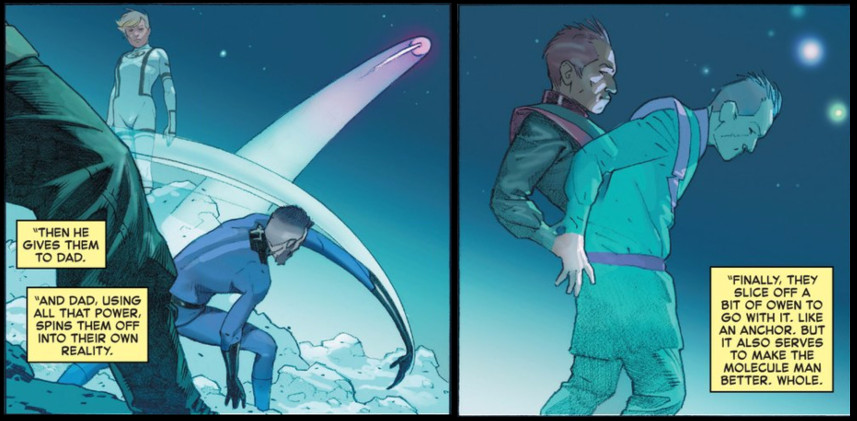 "THEN HE
GIVES THEM
TO DAD.
"AND DAD, USING
ALL THAT POWER,
SPINS THEM OFF
INTO THEIR OWN
REALITY.
"FINALLY, THEY
SLICE OFF A
BIT OF OWEN TO
GO WITH IT. LIKE
AN ANCHOR. BUT
IT ALSO SERVES
TO MAKE THE
MOLECULE MAN
BETTER. WHOLE.